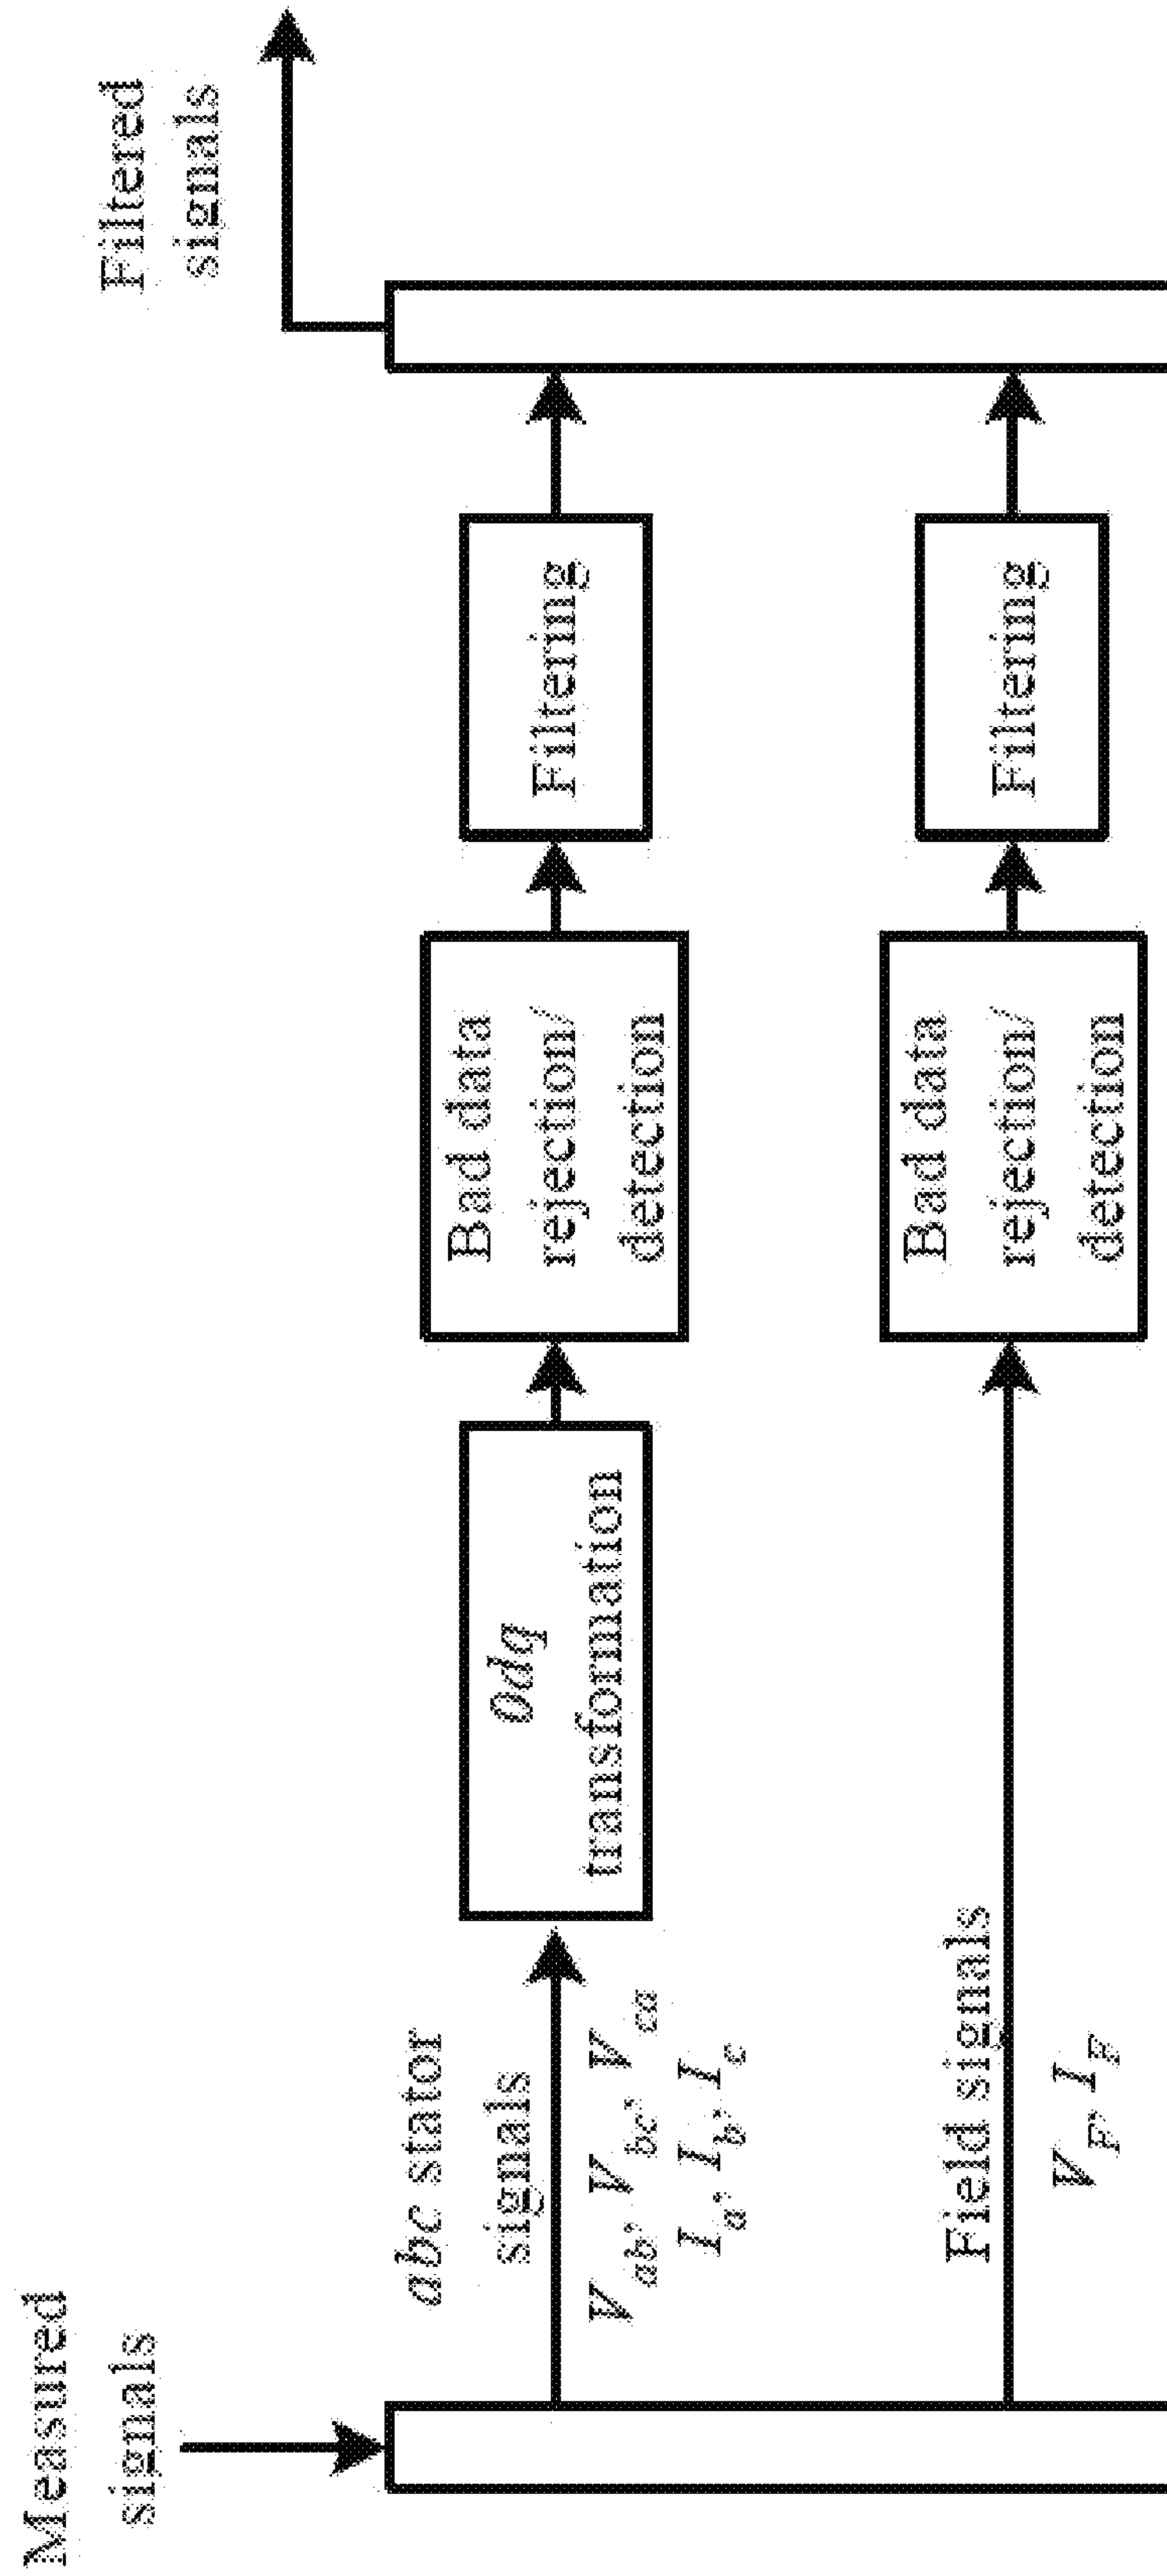 Measured
signals
abc stator
signals
V_ab, V_bc, V_ca
I_a, I_b, I_c
0dq
transformation
Bad data
rejection/
detection
Filtering
Filtered
signals
Field signals
V_F, I_F
Bad data
rejection/
detection
Filtering